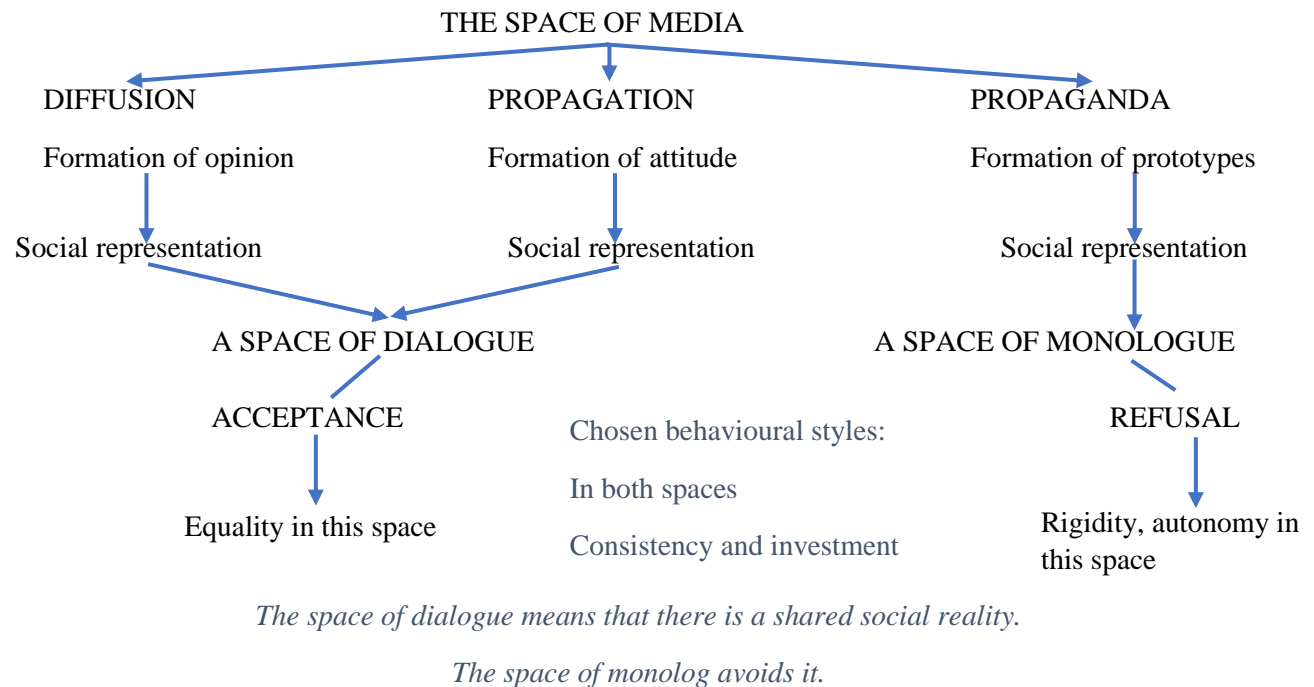 THE SPACE OF MEDIA
DIFFUSION
PROPAGATION
PROPAGANDA
Formation of opinion
Formation of attitude
Formation of prototypes
Social representation
Social representation
Social representation
A SPACE OF DIALOGUE
A SPACE OF MONOLOGUE
ACCEPTANCE
REFUSAL
Chosen behavioural styles:
In both spaces
Consistency and investment
Equality in this space
Rigidity, autonomy in
this space
The space of dialogue means that there is a shared social reality.
The space of monolog avoids it.